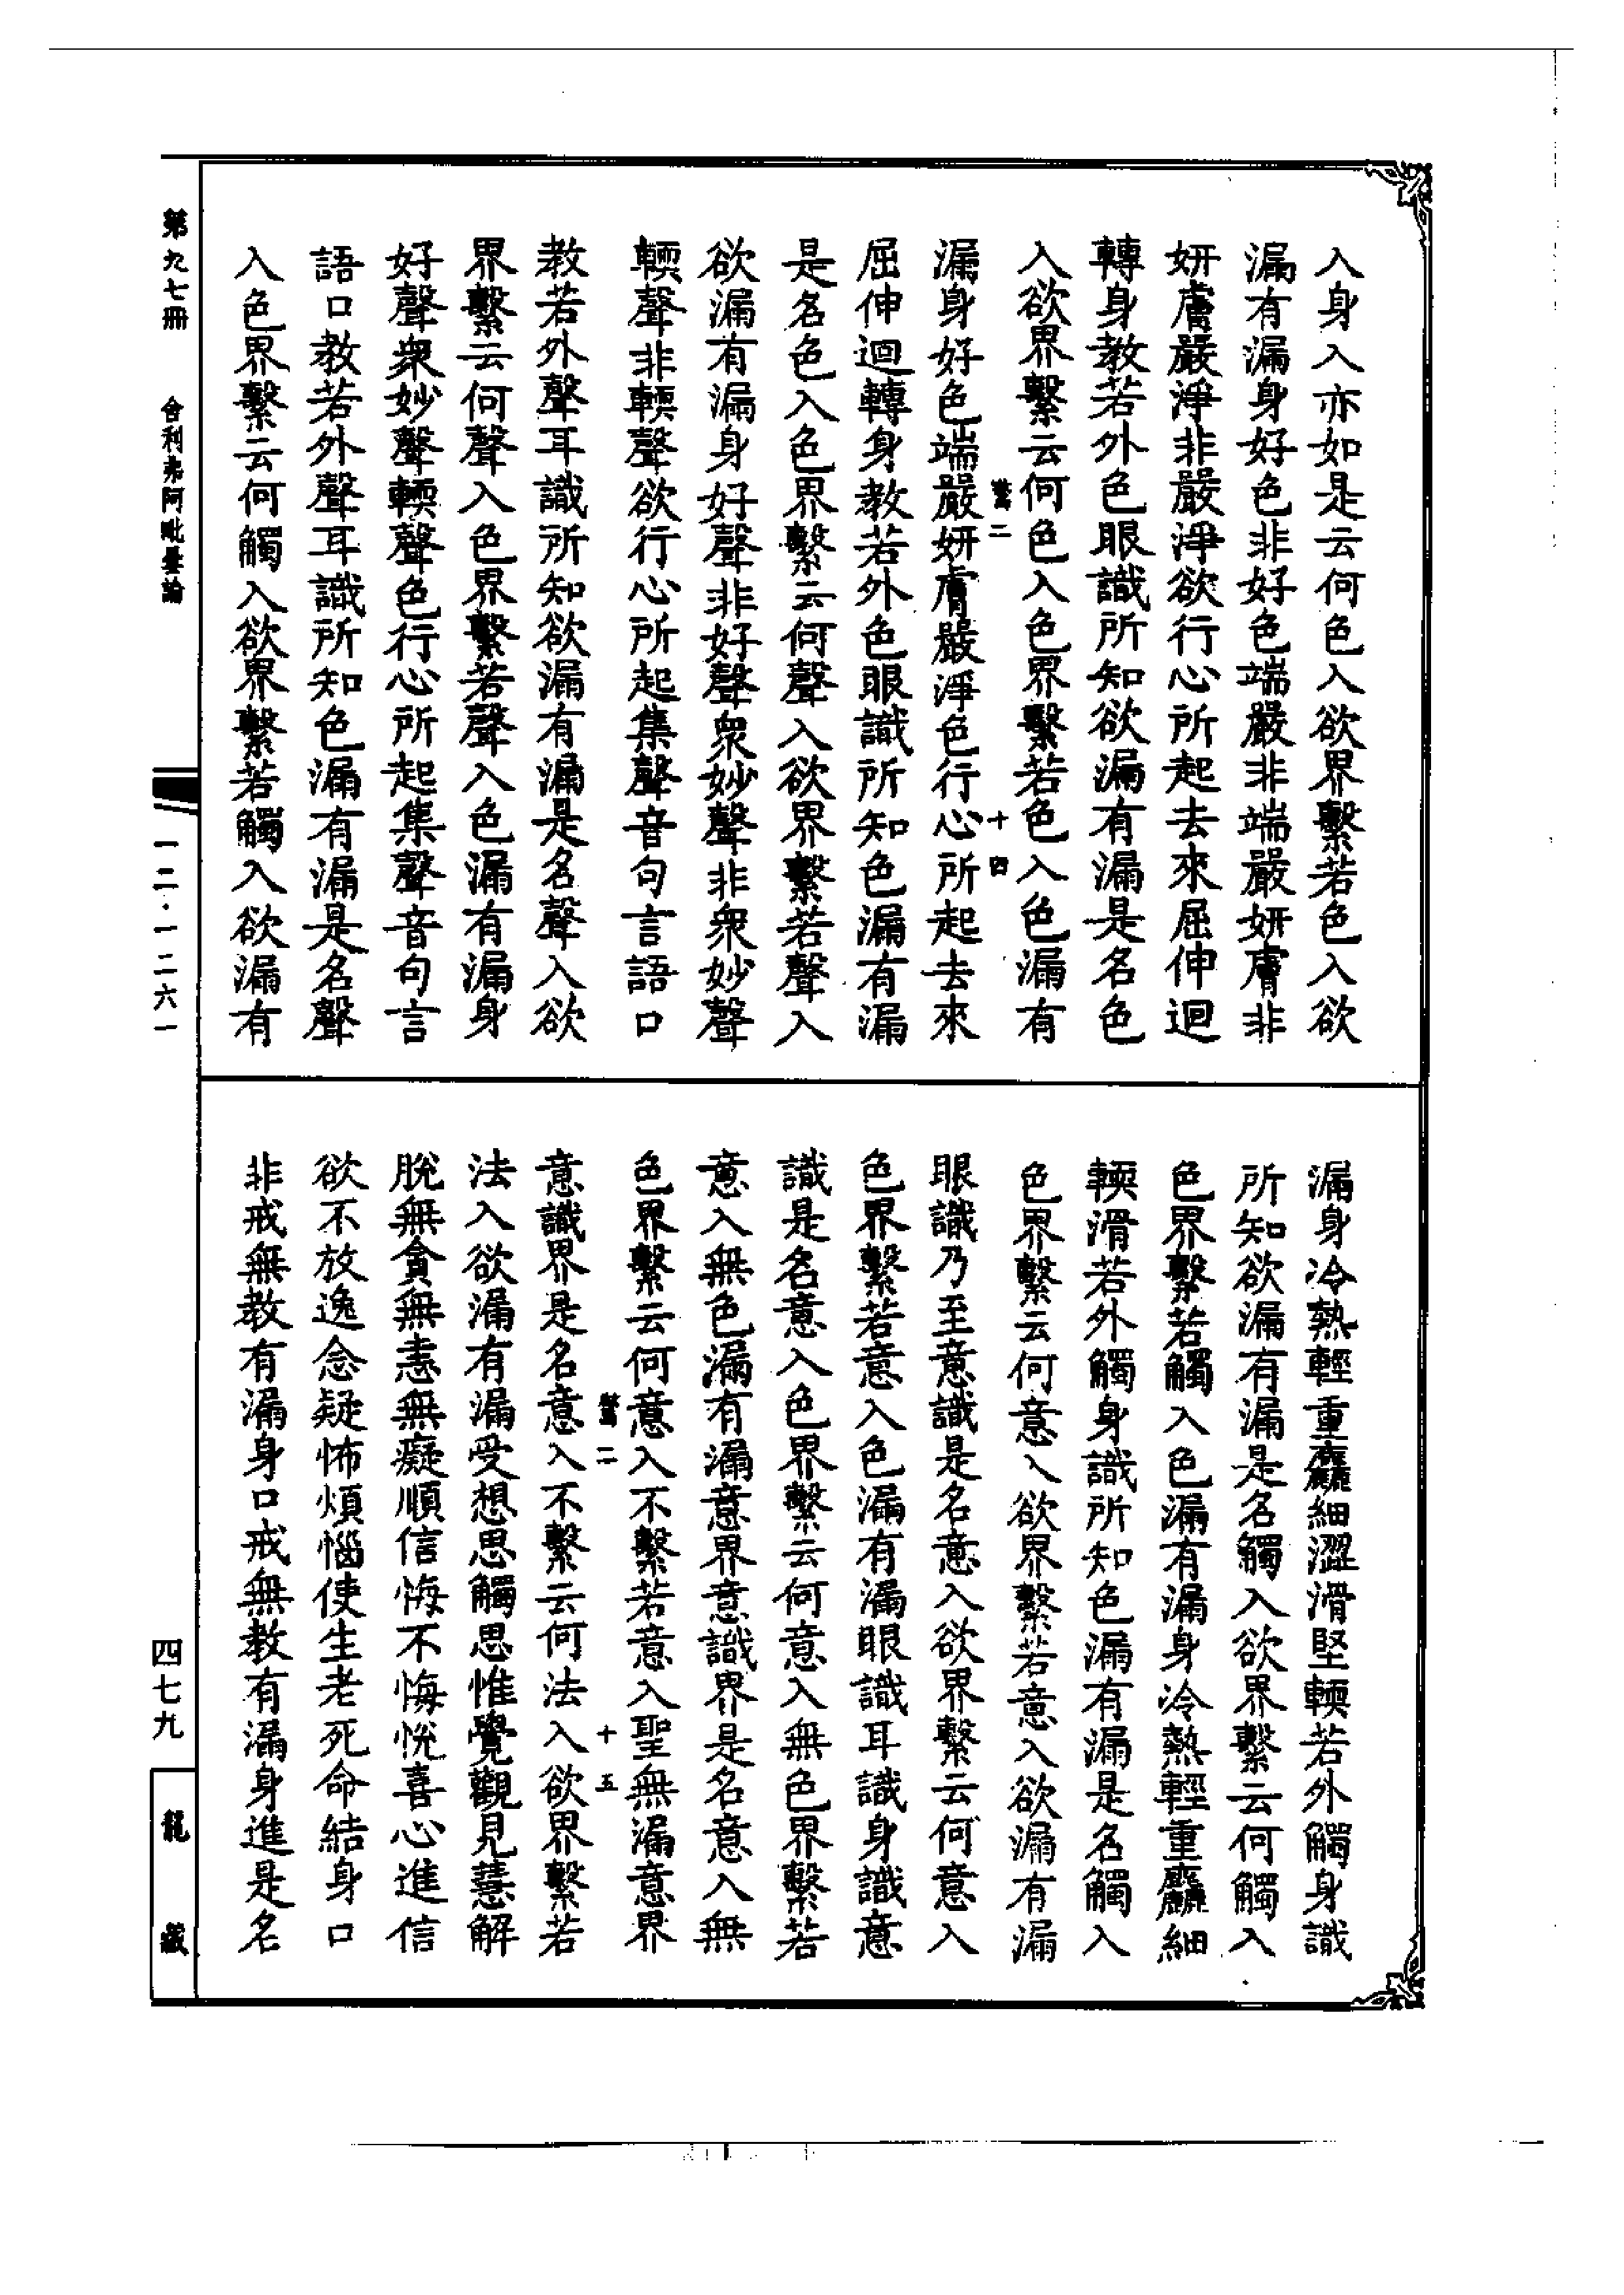 入身入亦如是云何色入欲界繫若色入欲
漏有漏身好色非好色端嚴非端嚴妍膚非
妍膚嚴淨非嚴淨欲行心所起去來屈伸迴
轉身教若外色眼識所知欲漏有漏是名色
入欲界繫云何色入色界繫若色入色漏有
驚二 十四
漏身好色端嚴妍膚嚴淨色行心所起去來
屈伸迴轉身教若外色眼識所知色漏有漏
是名色入色界繫云何聲入欲界繫若聲入
欲漏有漏身好聲非好聲衆妙聲非衆妙聲
輭聲非輭聲欲行心所起集聲音句言語口
教若外聲耳識所知欲漏有漏是名聲入欲
界繫云何聲入色界繫若聲入色漏有漏身
好聲衆妙聲輭聲色行心所起集聲音句言
語口教若外聲耳識所知色漏有漏是名聲
入色界繫云何觸入欲界繫若觸入欲漏有
漏身冷熱輕重麤細澀滑堅輭若外觸身識
所知欲漏有漏是名觸入欲界繫云何觸入
色界繫若觸入色漏有漏身冷熱輕重麤細
輭滑若外觸身識所知色漏有漏是名觸入
色界繫云何意入欲界繫若意入欲漏有漏
眼識乃至意識是名意入欲界繫云何意入
色界繫若意入色漏有漏眼識耳識身識意
識是名意入色界繫云何意入無色界繫若
意入無色漏有漏意界意識界是名意入無
色界繫云何意入不繫若意入聖無漏意界
驚二 十五
意識界是名意入不繫云何法入欲界繫若
法入欲漏有漏受想思觸思惟覺觀見慧解
脫無貪無恚無癡順信悔不悔悅喜心進信
欲不放逸念疑怖煩惱使生老死命結身口
非戒無教有漏身口戒無教有漏身進是名
第九七冊 舍利弗阿毗曇論
一二·一二六一
四七九
龍藏